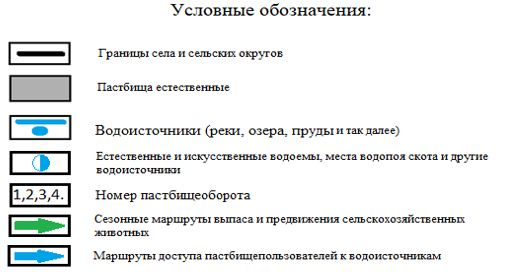 Условные обозначения:
Границы села и сельских округов
Пастбища естественные
Водоисточники (реки, озера, пруды и так далее)
Естественные и искусственные водоемы, места водопоя скота и другие
водоисточники
1,2,3,4. Номер пастбищеоборота
Сезонные маршруты выпаса и предвижения сельскохозяйственных
животных
Маршруты доступа пастбищепользователей к водоисточникам